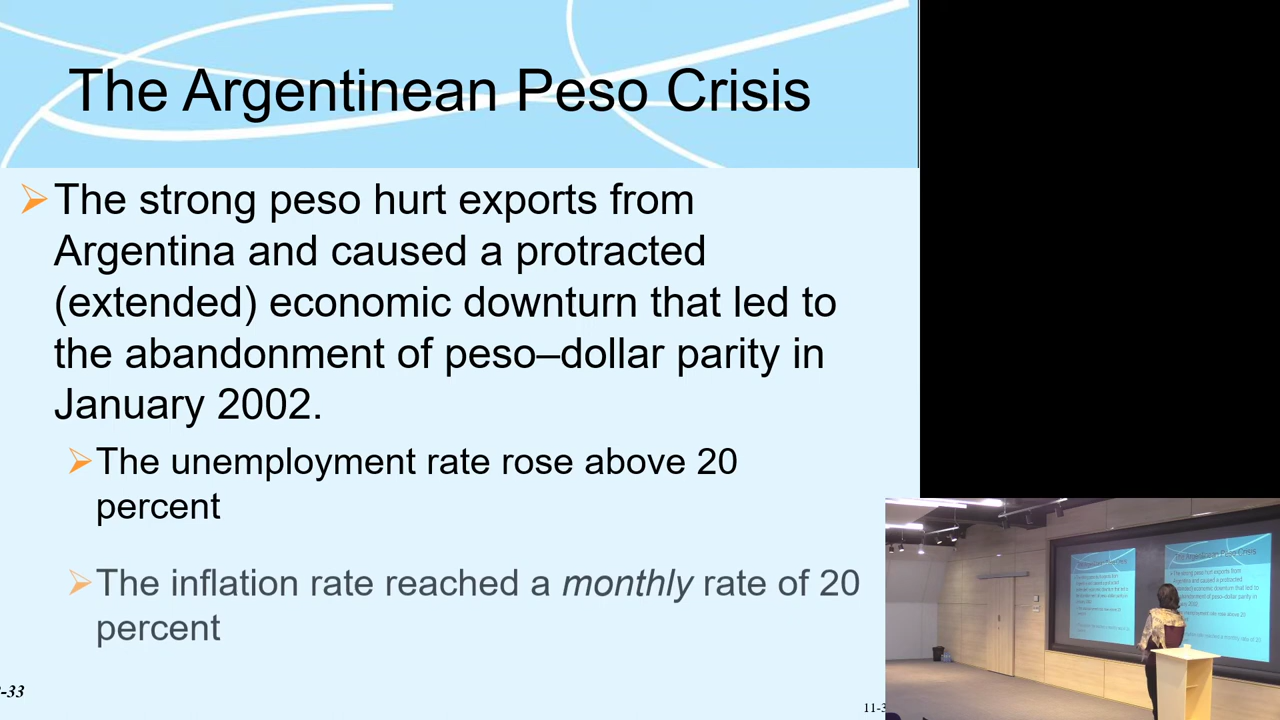 The Argentinean Peso Crisis
The strong peso hurt exports from
Argentina and caused a protracted
(extended) economic downturn that led to
the abandonment of peso–dollar parity in
January 2002.
The unemployment rate rose above 20
percent
The inflation rate reached a monthly rate of 20
percent
-33
11-3